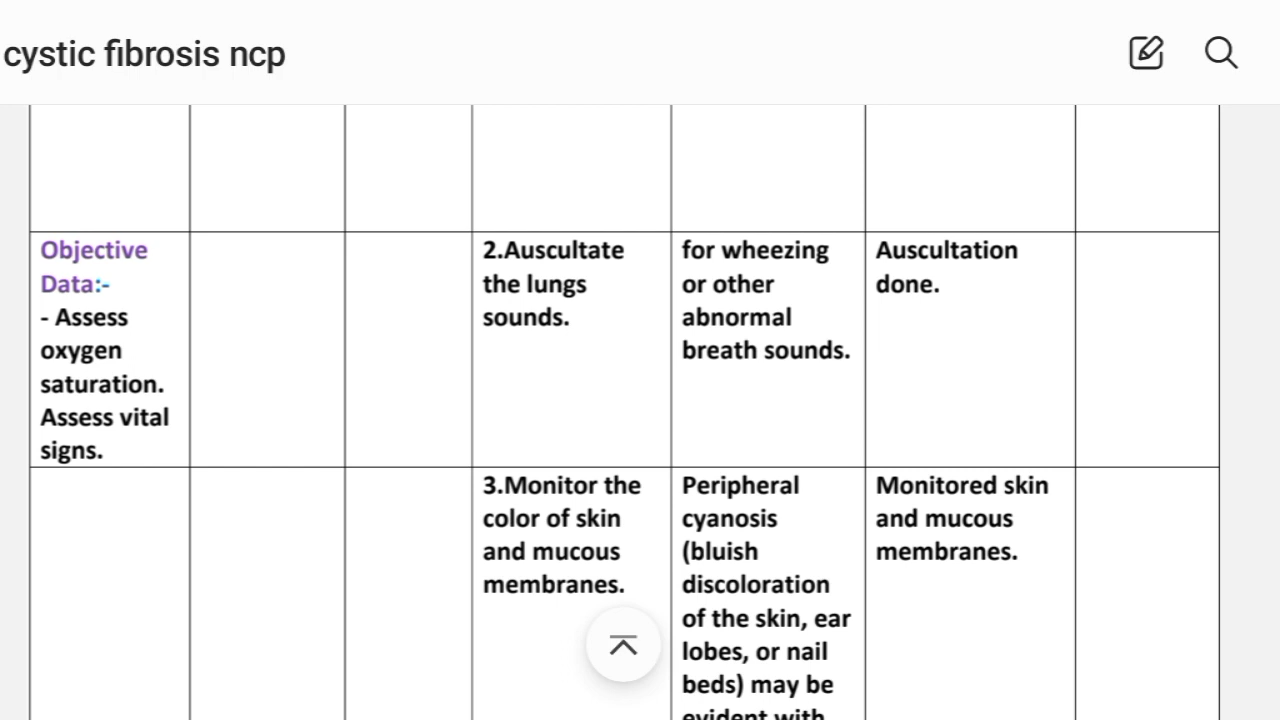 cystic fibrosis ncp
Objective
Data:-
- Assess
oxygen
saturation.
Assess vital
signs.
2.Auscultate
the lungs
sounds.
for wheezing
or other
abnormal
breath sounds.
Auscultation
done.
3.Monitor the
color of skin
and mucous
membranes.
Peripheral
cyanosis
(bluish
discoloration
of the skin, ear
lobes, or nail
beds) may be
evident with
Monitored skin
and mucous
membranes.